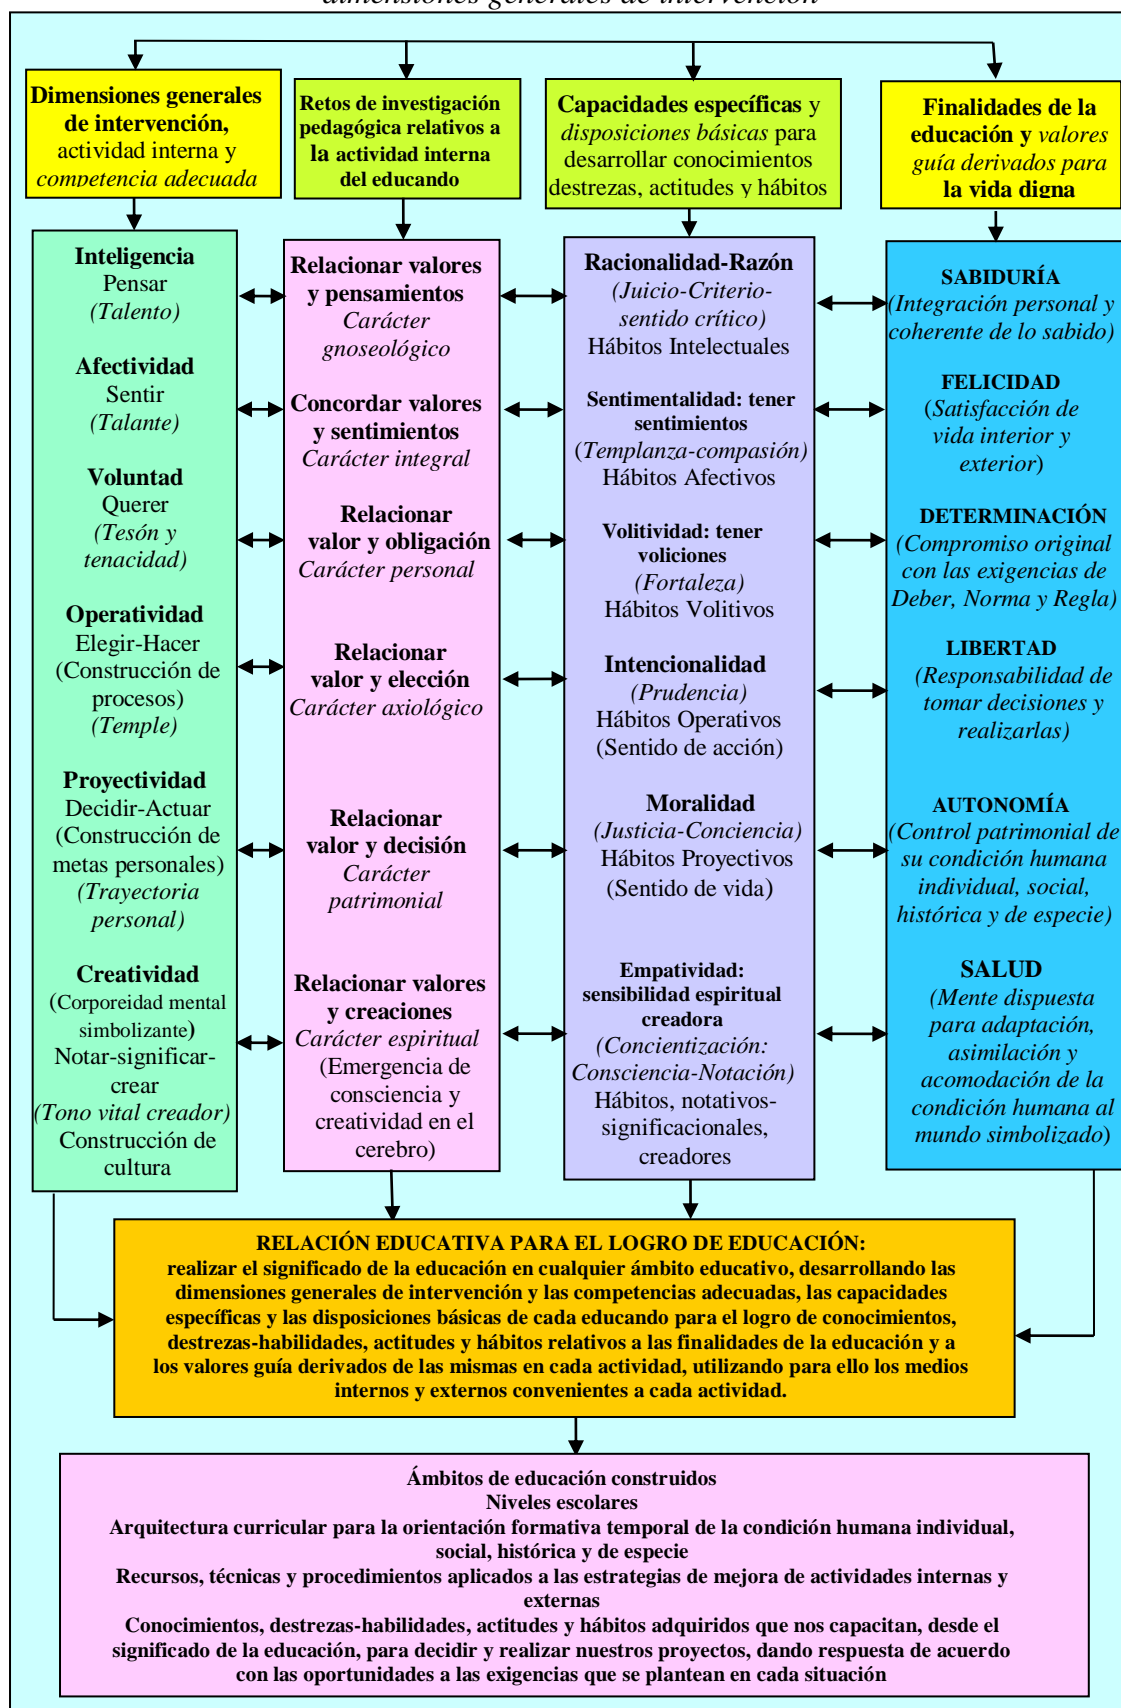 dimensiones generales de intervención
Dimensiones generales
de intervención,
actividad interna y
competencia adecuada
Retos de investigación
pedagógica relativos a
la actividad interna
del educando
Capacidades específicas y
disposiciones básicas para
desarrollar conocimientos
destrezas, actitudes y hábitos
Finalidades de la
educación y valores
guía derivados para
la vida digna
Inteligencia
Pensar
(Talento)
Afectividad
Sentir
(Talante)
Voluntad
Querer
(Tesón y
tenacidad)
Operatividad
Elegir-Hacer
(Construcción de
procesos)
(Temple)
Proyectividad
Decidir-Actuar
(Construcción de
metas personales)
(Trayectoria
personal)
Creatividad
(Corporeidad mental
simbolizante)
Notar-significar-
crear
(Tono vital creador)
Construcción de
cultura
Relacionar valores
y pensamientos
Carácter
gnoseológico
Concordar valores
y sentimientos
Carácter integral
Relacionar
valor y obligación
Carácter personal
Relacionar
valor y elección
Carácter axiológico
Relacionar
valor y decisión
Carácter
patrimonial
Relacionar valores
y creaciones
Carácter espiritual
(Emergencia de
consciencia y
creatividad en el
cerebro)
Racionalidad-Razón
(Juicio-Criterio-
sentido crítico)
Hábitos Intelectuales
Sentimentalidad: tener
sentimientos
(Templanza-compasión)
Hábitos Afectivos
Volitividad: tener
voliciones
(Fortaleza)
Hábitos Volitivos
Intencionalidad
(Prudencia)
Hábitos Operativos
(Sentido de acción)
Moralidad
(Justicia-Conciencia)
Hábitos Proyectivos
(Sentido de vida)
Empatividad:
sensibilidad espiritual
creadora
(Concientización:
Consciencia-Notación)
Hábitos, notativos-
significacionales,
creadores
SABIDURÍA
(Integración personal y
coherente de lo sabido)
FELICIDAD
(Satisfacción de
vida interior y
exterior)
DETERMINACIÓN
(Compromiso original
con las exigencias de
Deber, Norma y Regla)
LIBERTAD
(Responsabilidad de
tomar decisiones y
realizarlas)
AUTONOMÍA
(Control patrimonial de
su condición humana
individual, social,
histórica y de especie)
SALUD
(Mente dispuesta
para adaptación,
asimilación y
acomodación de la
condición humana al
mundo simbolizado)
RELACIÓN EDUCATIVA PARA EL LOGRO DE EDUCACIÓN:
realizar el significado de la educación en cualquier ámbito educativo, desarrollando las
dimensiones generales de intervención y las competencias adecuadas, las capacidades
específicas y las disposiciones básicas de cada educando para el logro de conocimientos,
destrezas-habilidades, actitudes y hábitos relativos a las finalidades de la educación y a
los valores guía derivados de las mismas en cada actividad, utilizando para ello los medios
internos y externos convenientes a cada actividad.
Ámbitos de educación construidos
Niveles escolares
Arquitectura curricular para la orientación formativa temporal de la condición humana individual,
social, histórica y de especie
Recursos, técnicas y procedimientos aplicados a las estrategias de mejora de actividades internas y
externas
Conocimientos, destrezas-habilidades, actitudes y hábitos adquiridos que nos capacitan, desde el
significado de la educación, para decidir y realizar nuestros proyectos, dando respuesta de acuerdo
con las oportunidades a las exigencias que se plantean en cada situación